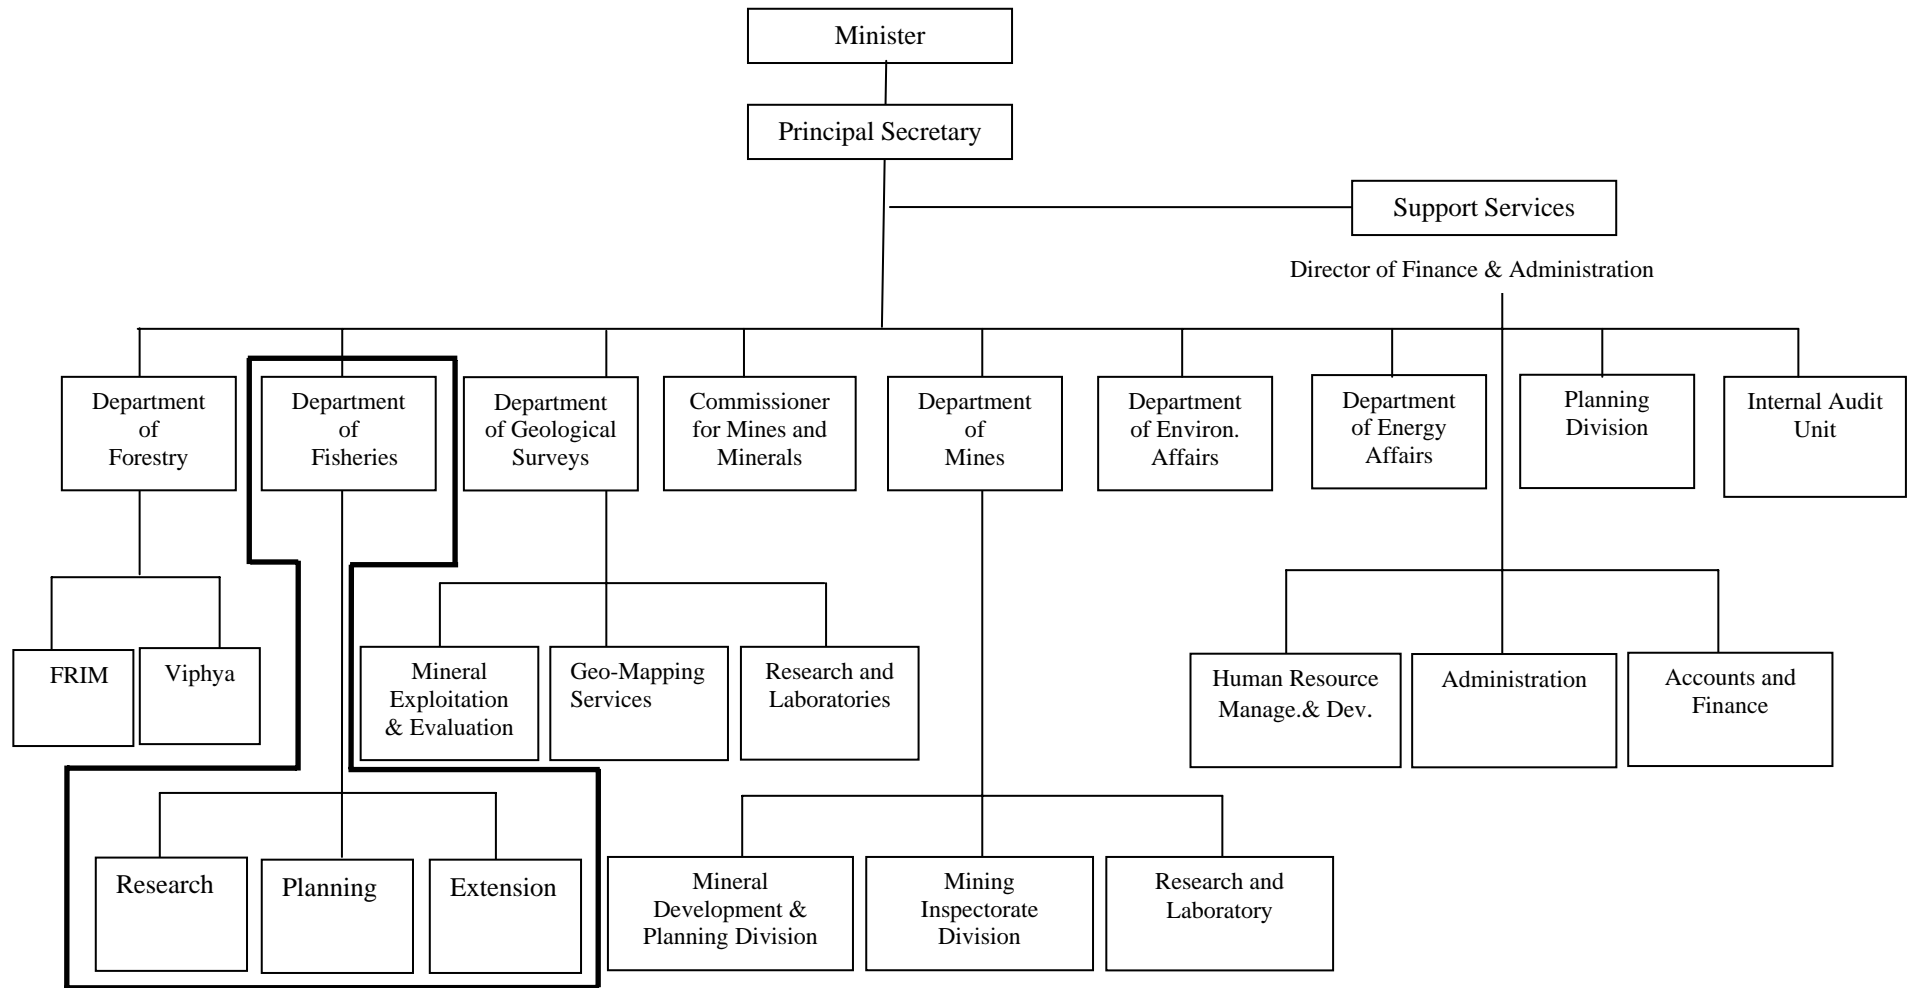 Minister
Principal Secretary
Support Services
Director of Finance & Administration
Department
of
Forestry
Department
of
Fisheries
Department
of Geological
Surveys
Commissioner
for Mines and
Minerals
Department
of
Mines
Department
of Environ.
Affairs
Department
of Energy
Affairs
Planning
Division
Internal Audit
Unit
FRIM
Viphya
Mineral
Exploitation
& Evaluation
Geo-Mapping
Services
Research and
Laboratories
Human Resource
Manage.& Dev.
Administration
Accounts and
Finance
Research
Planning
Extension
Mineral
Development &
Planning Division
Mining
Inspectorate
Division
Research and
Laboratory